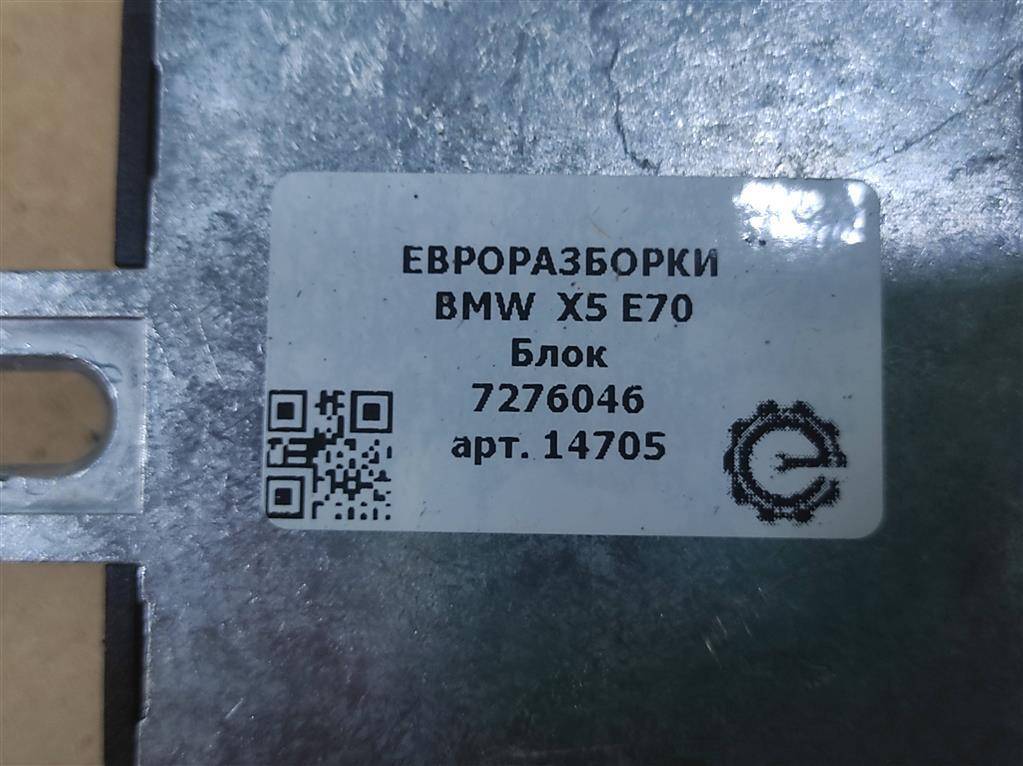 ЕВРОРАЗБОРКИ
BMW X5 E70
Блок
7276046
арт. 14705